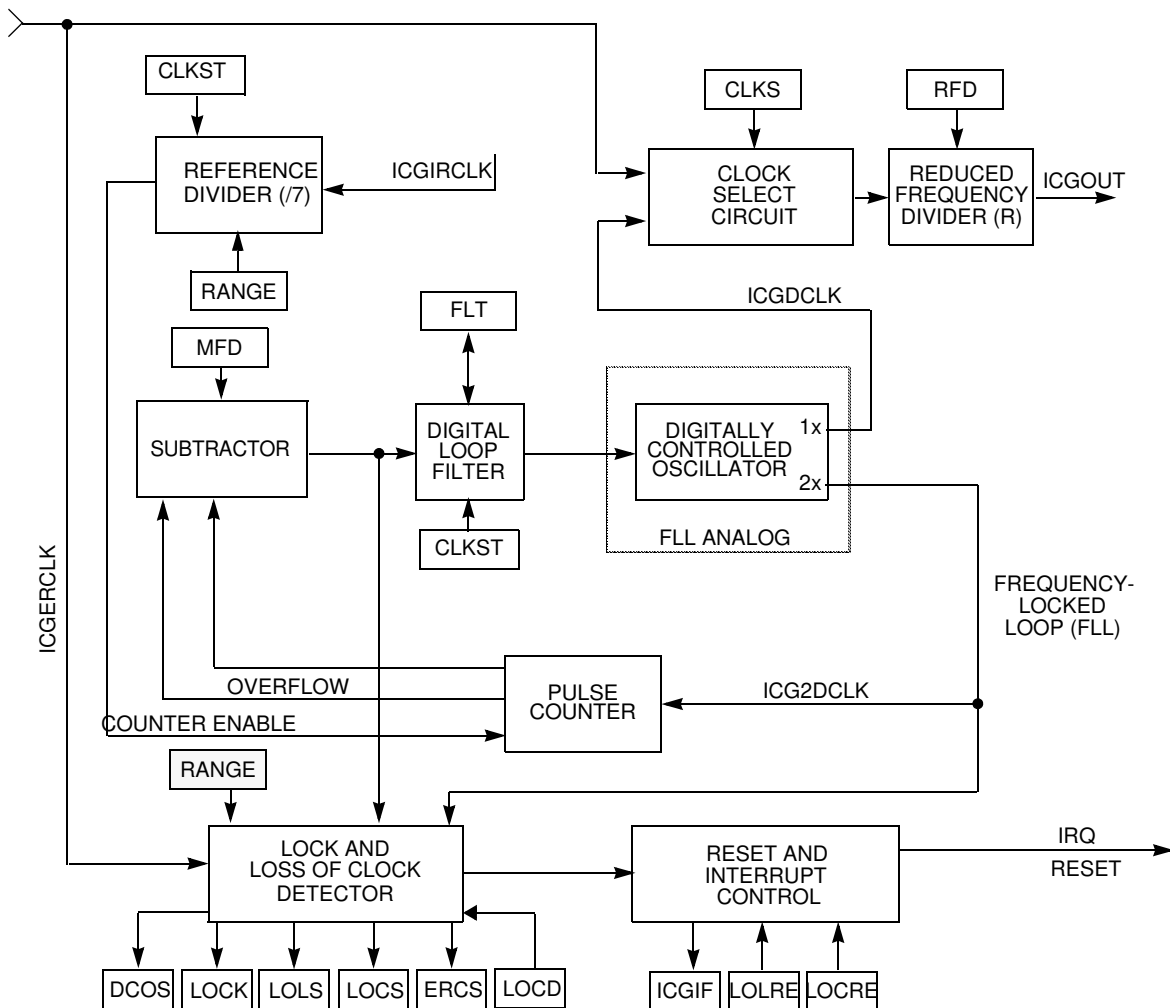 CLKST
CLKS
RFD
REFERENCE
DIVIDER (/7)
ICGIRCLK
CLOCK
SELECT
CIRCUIT
REDUCED
FREQUENCY
DIVIDER (R)
ICGOUT
RANGE
ICGDCLK
FLT
MFD
SUBTRACTOR
DIGITAL
LOOP
FILTER
DIGITALLY
CONTROLLED
OSCILLATOR
1x
2x
FLL ANALOG
CLKST
ICGERCLK
FREQUENCY-
LOCKED
LOOP (FLL)
OVERFLOW
COUNTER ENABLE
PULSE
COUNTER
ICG2DCLK
RANGE
LOCK AND
LOSS OF CLOCK
DETECTOR
RESET AND
INTERRUPT
CONTROL
IRQ
RESET
DCOS
LOCK
LOLS
LOCS
ERCS
LOCD
ICGIF
LOLRE
LOCRE